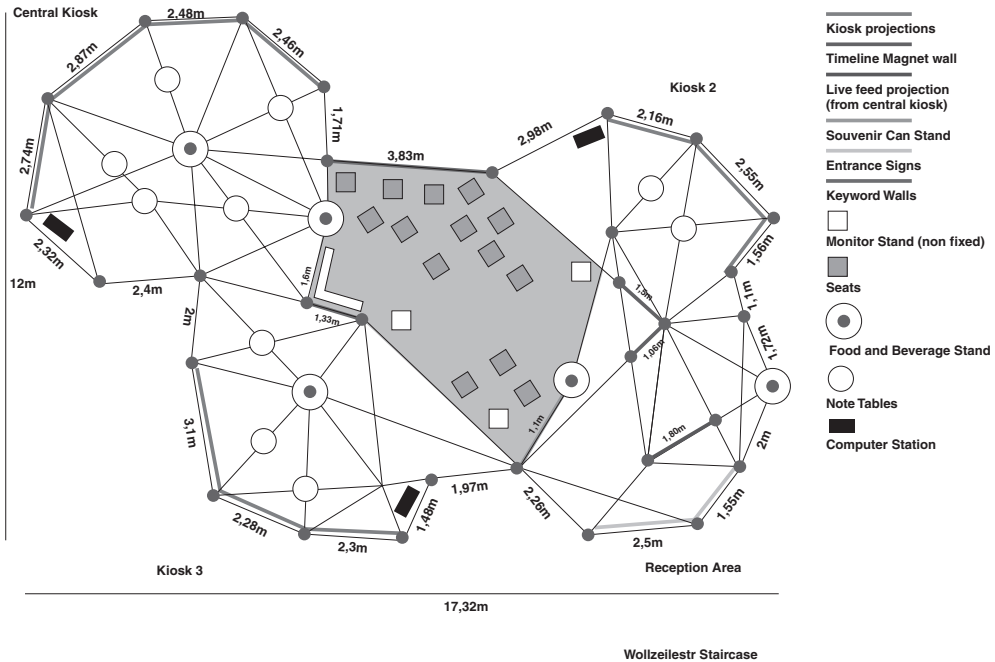 Central Kiosk
2,48m
2,46m
2,87m
1,71m
2,74m
2,32m
12m
2,4m
3,83m
2,98m
Kiosk 2
2,16m
2,55m
1,56m
1,1m
1,72m
2m
1,5m
1,06m
1,80m
1,6m
1,33m
2m
3,1m
2,28m
2,3m
1,48m
1,97m
1,1m
2,26m
2,5m
1,55m
Kiosk 3
Reception Area
17,32m
Wollzeilestr Staircase
Kiosk projections
Timeline Magnet wall
Live feed projection
(from central kiosk)
Souvenir Can Stand
Entrance Signs
Keyword Walls
Monitor Stand (non fixed)
Seats
Food and Beverage Stand
Note Tables
Computer Station